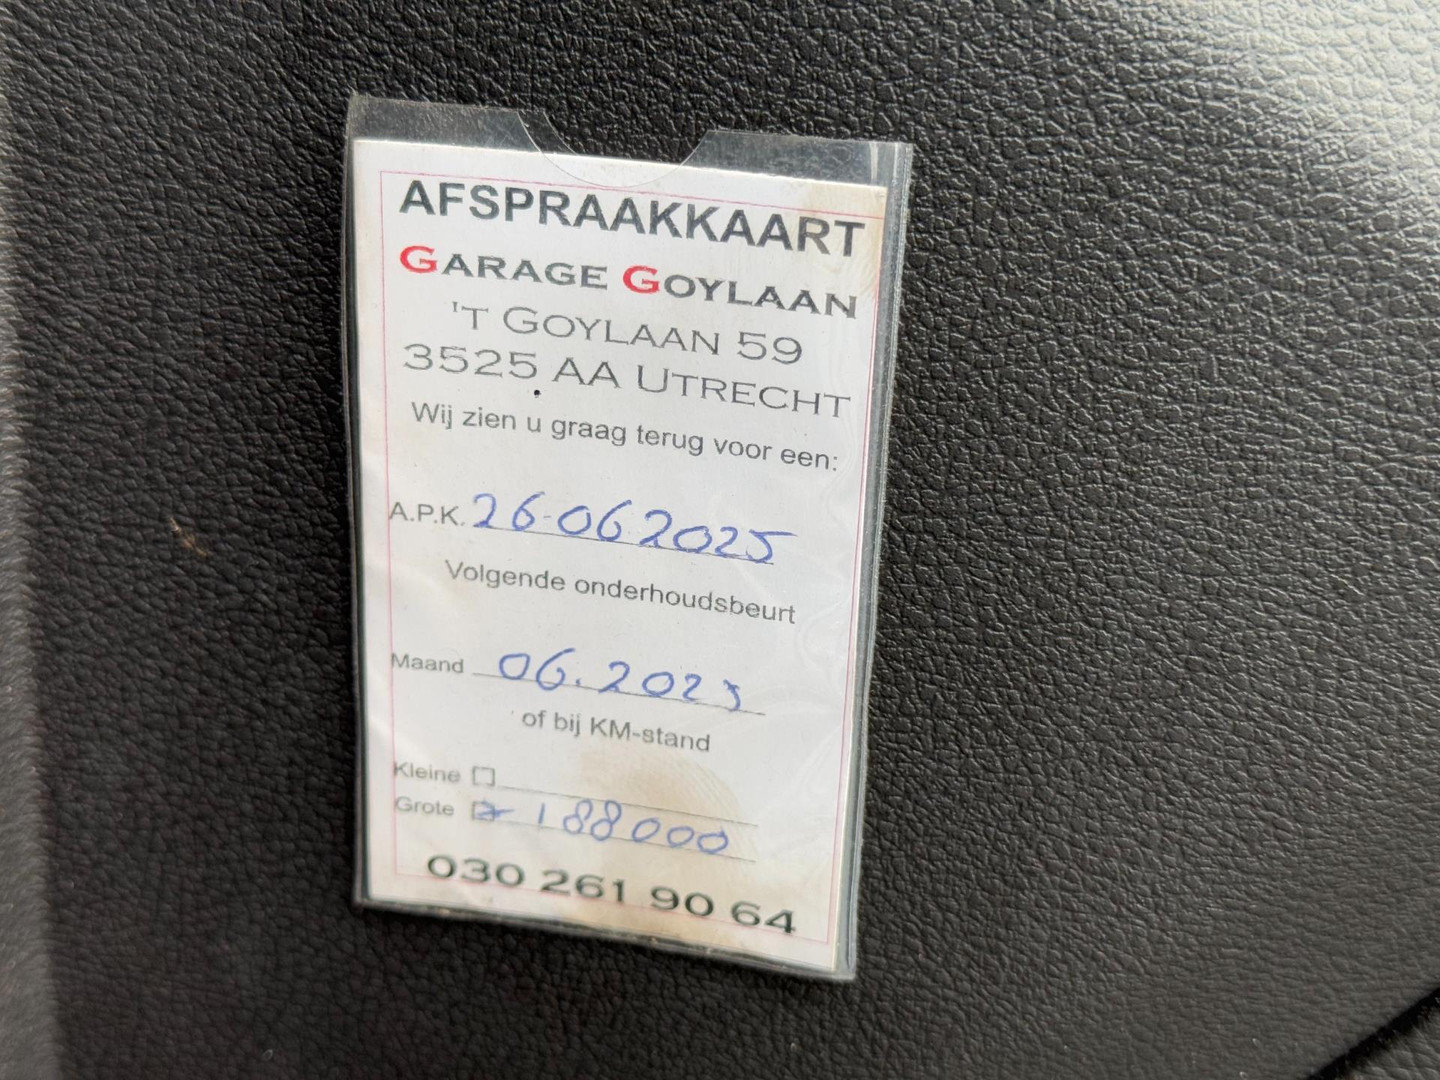 AFSPRAAKKAART
GARAGE GOYLAAN
'T GOYLAAN 59
3525 AA UTRECHT
Wij zien u graag terug voor een:
A.P.K. 26-06 2025
Volgende onderhoudsbeurt
Maand 06.2025
of bij KM-stand
Kleine
Grote 188000
030 261 90 64